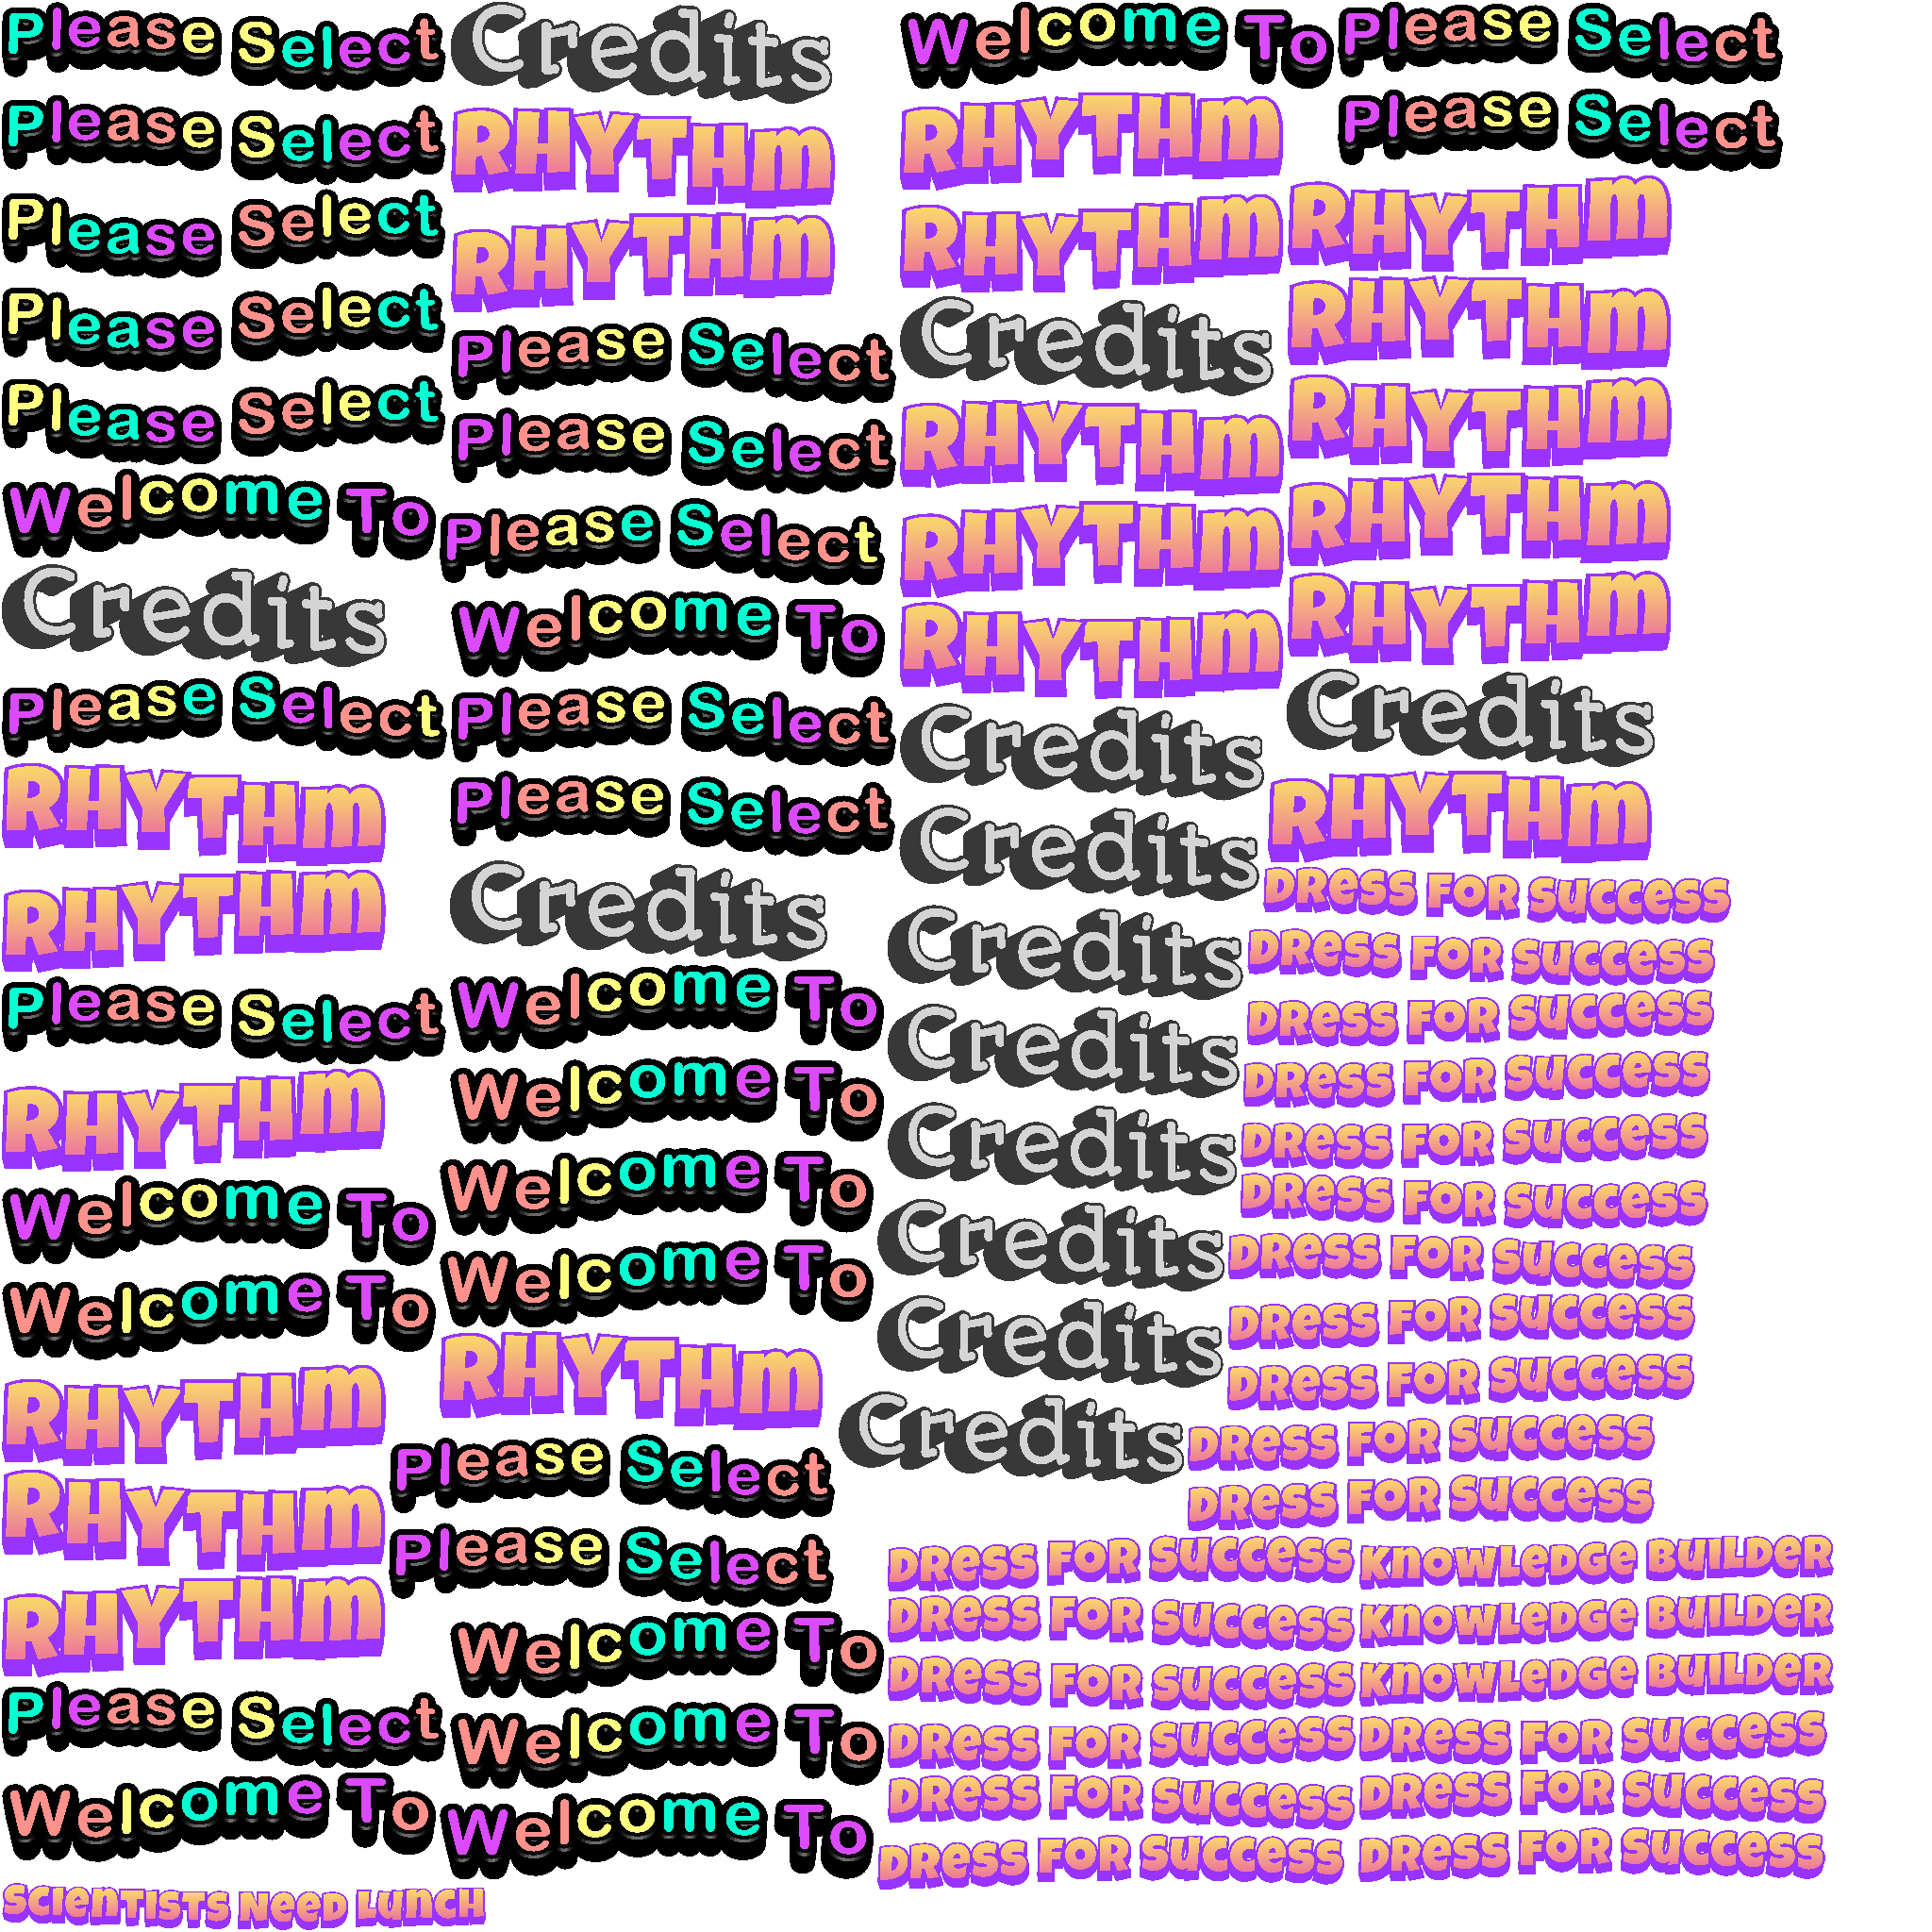 Please Select
Please Select
Please Select
Please Select
Please Select
Welcome To
Credits
Please Select
RHYTHM
RHYTHM
Please Select
RHYTHM
Welcome To
Welcome To
RHYTHM
RHYTHM
RHYTHM
Please Select
Welcome To
SCIENTISTS NEED LUNCH
Credits
RHYTHM
RHYTHM
Please Select
Please Select
Please Select
Welcome To
Please Select
Please Select
Credits
Welcome To
Welcome To
Welcome To
Welcome To
RHYTHM
Please Select
Please Select
Welcome To
Welcome To
Welcome To
Welcome To
RHYTHM
RHYTHM
Credits
RHYTHM
RHYTHM
RHYTHM
Credits
Credits
Credits
Credits
Credits
Credits
Credits
Credits
DRESS FOR SUCCESS
DRESS FOR SUCCESS
DRESS FOR SUCCESS
DRESS FOR SUCCESS
DRESS FOR SUCCESS
DRESS FOR SUCCESS
Please Select
Please Select
RHYTHM
RHYTHM
RHYTHM
RHYTHM
RHYTHM
Credits
RHYTHM
DRESS FOR SUCCESS
DRESS FOR SUCCESS
DRESS FOR SUCCESS
DRESS FOR SUCCESS
DRESS FOR SUCCESS
DRESS FOR SUCCESS
DRESS FOR SUCCESS
DRESS FOR SUCCESS
DRESS FOR SUCCESS
DRESS FOR SUCCESS
DRESS FOR SUCCESS
KNOWLEDGE BUILDER
KNOWLEDGE BUILDER
KNOWLEDGE BUILDER
DRESS FOR SUCCESS
DRESS FOR SUCCESS
DRESS FOR SUCCESS